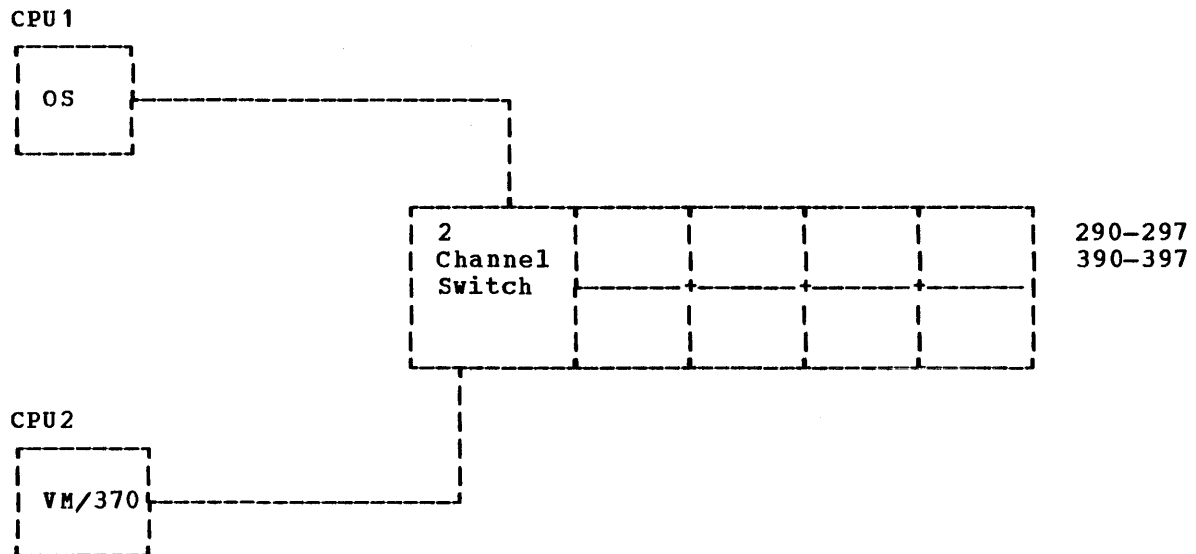 CPU1
OS
2
Channel
Switch
290-297
390-397
CPU2
VM/370